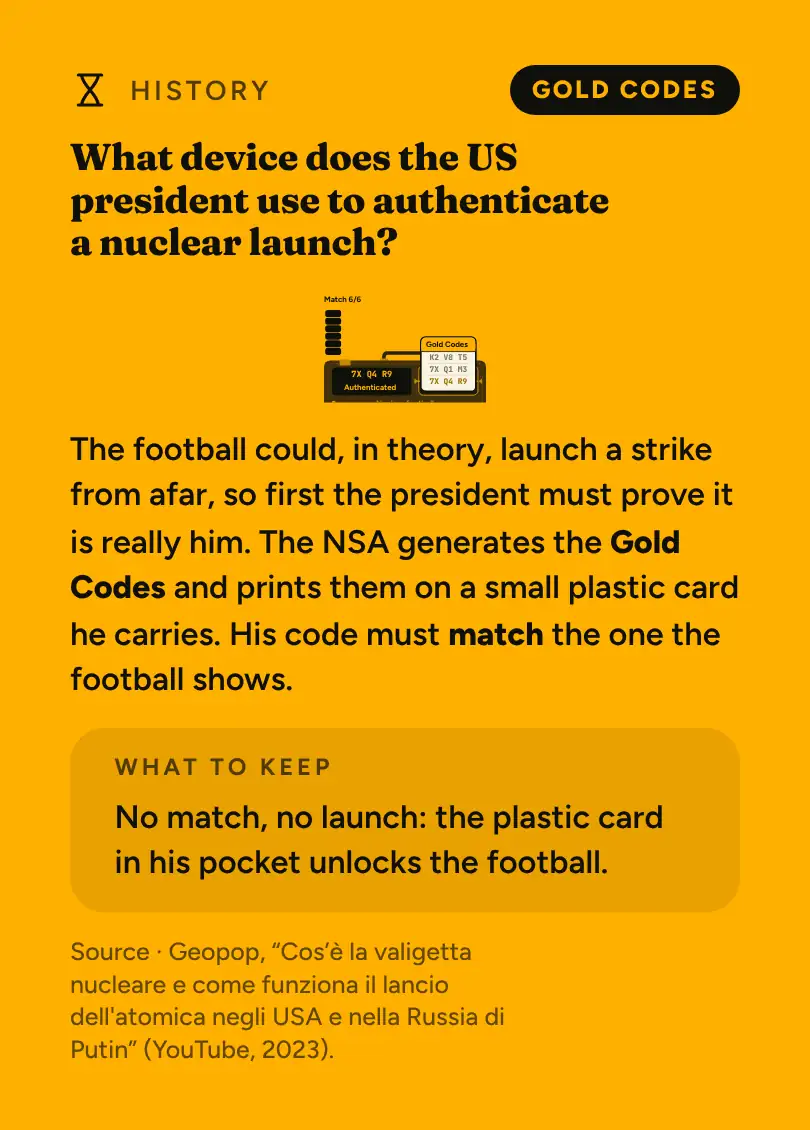 HISTORY
GOLD CODES
What device does the US
president use to authenticate
a nuclear launch?
Match 6/6
Gold Codes
K2 V8 T5
7X Q1 M3
7X Q4 R9
7X Q4 R9
Authenticated
The football could, in theory, launch a strike
from afar, so first the president must prove it
is really him. The NSA generates the Gold
Codes and prints them on a small plastic card
he carries. His code must match the one the
football shows.
WHAT TO KEEP
No match, no launch: the plastic card
in his pocket unlocks the football.
Source · Geopop, “Cos’è la valigetta
nucleare e come funziona il lancio
dell'atomica negli USA e nella Russia di
Putin” (YouTube, 2023).